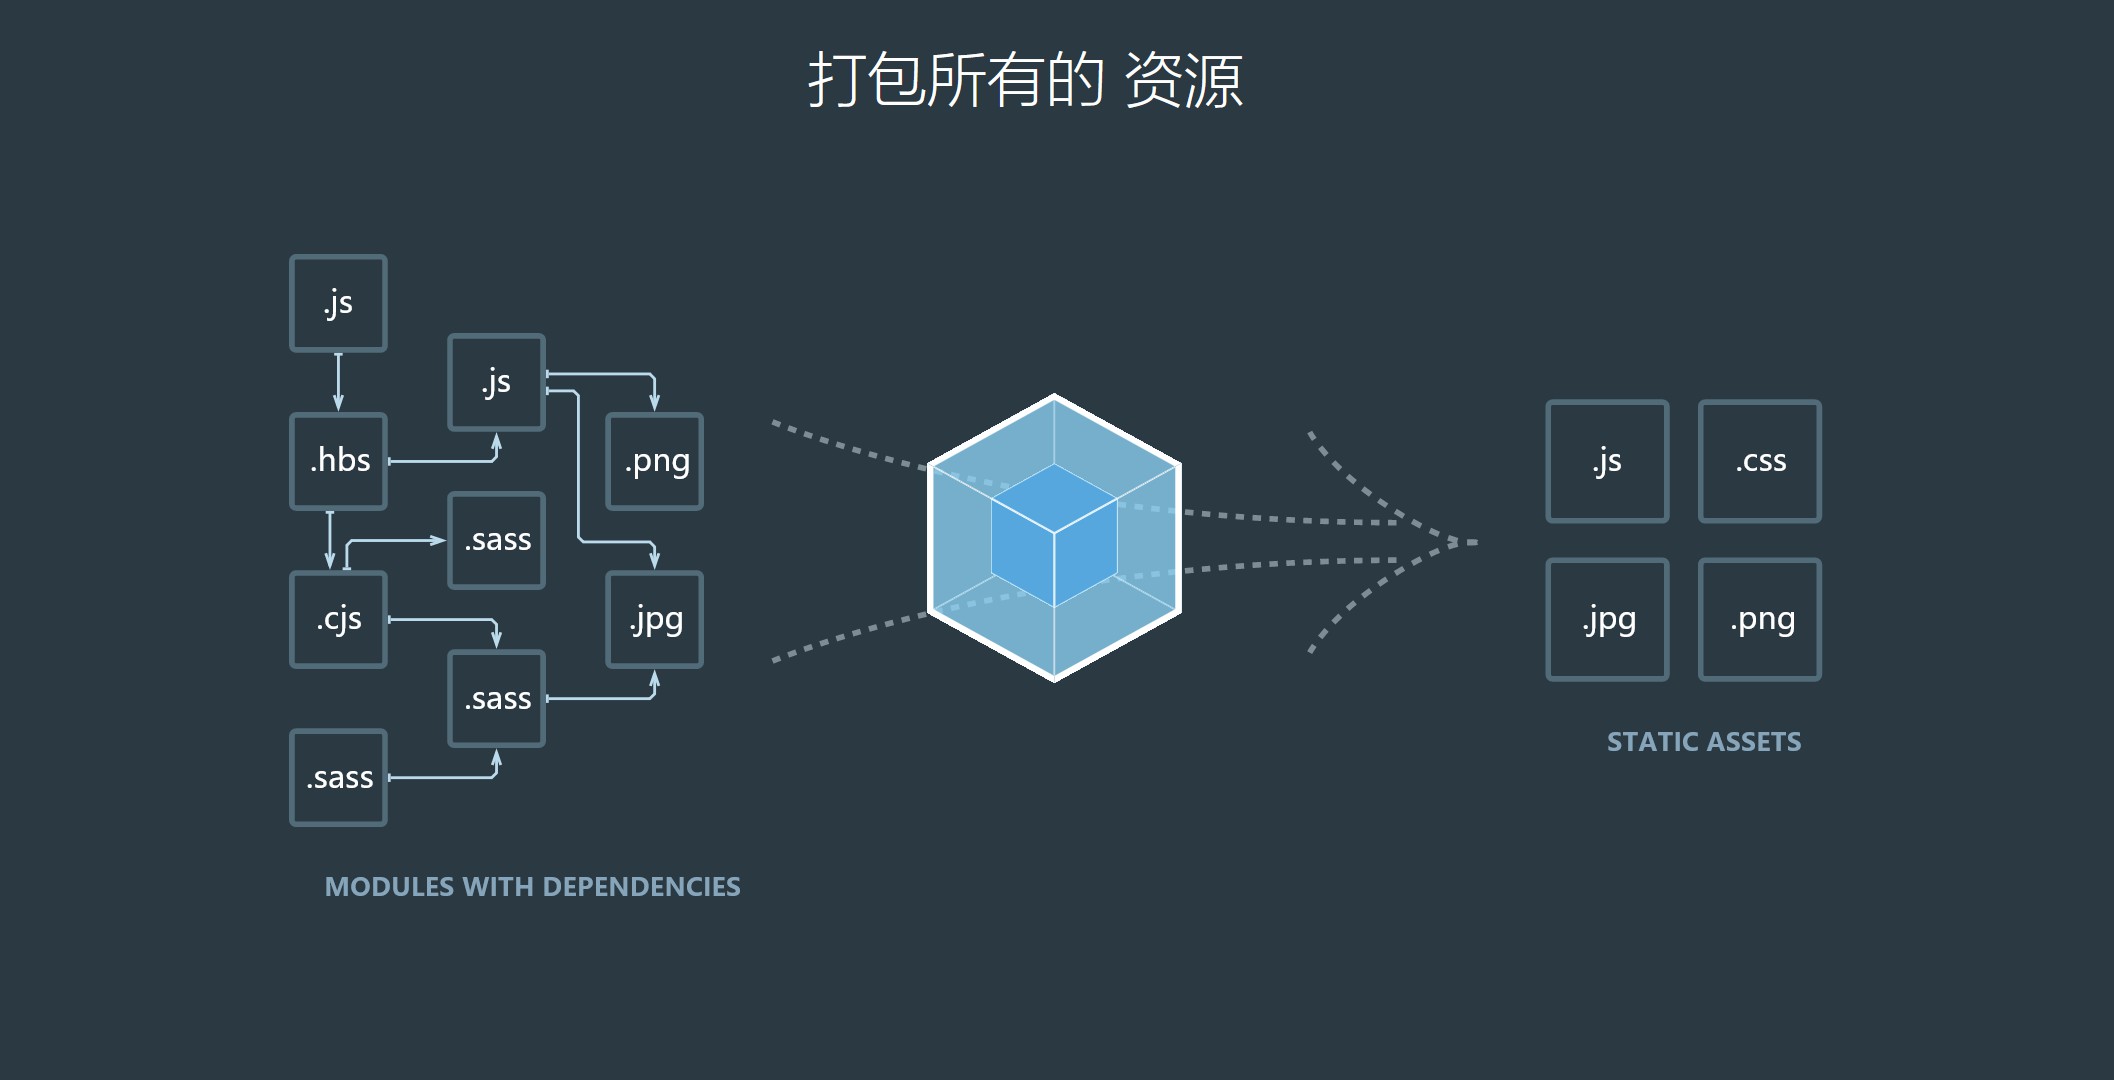 打包所有的 资源
.js
.js
.hbs
.png
.sass
.cjs
.jpg
.sass
.sass
MODULES WITH DEPENDENCIES
.js
.css
.jpg
.png
STATIC ASSETS